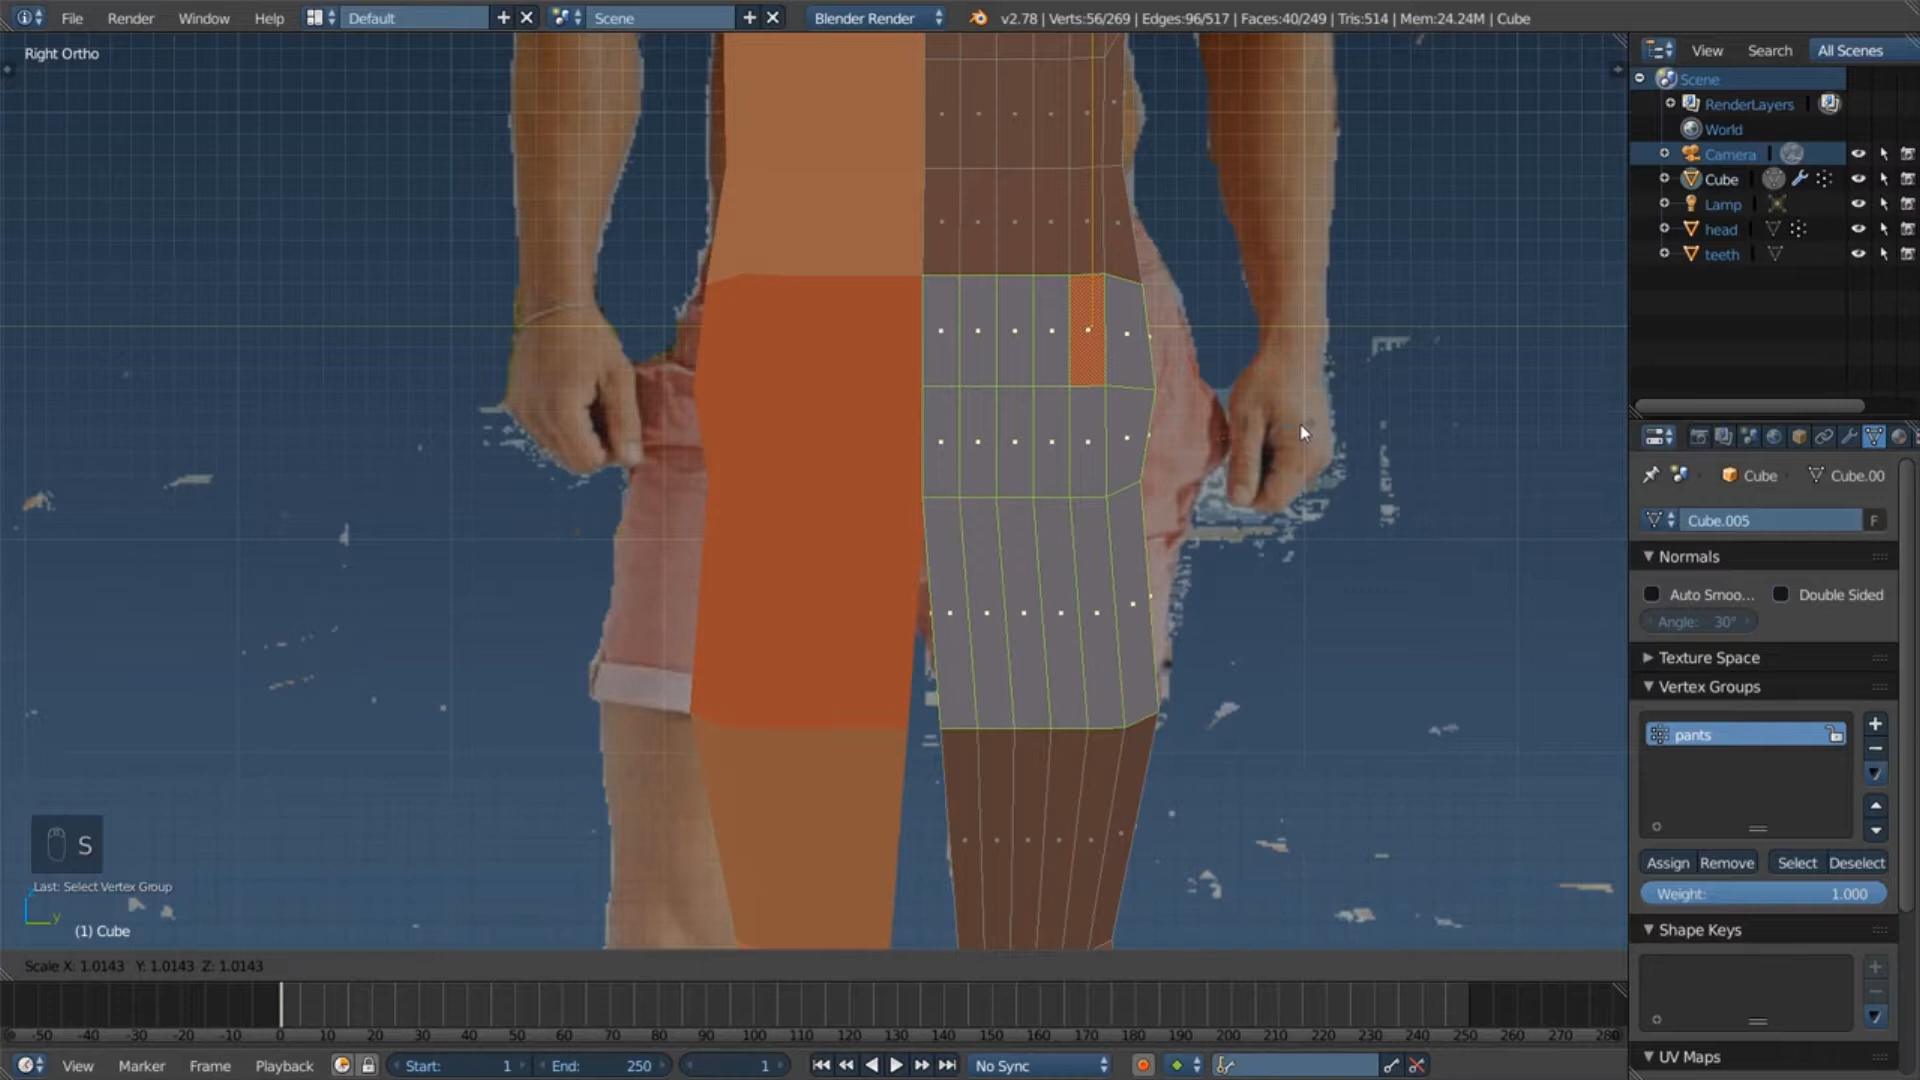 File Render Window Help Default Scene Blender Render v2.78 | Verts:56/269 | Edges:96/517 | Faces:40/249 | Tris:514 | Mem:24.24M | Cube
Right Ortho
View Search All Scenes
Scene
RenderLayers
World
Camera
Cube
Lamp
head
teeth
Cube Cube.00
Cube.005 F
Normals
Auto Smoo... Double Sided
Angle: 30°
Texture Space
Vertex Groups
pants
Assign Remove Select Deselect
Weight: 1.000
Shape Keys
UV Maps
S
Last: Select Vertex Group
y
(1) Cube
Scale X: 1.0143 Y: 1.0143 Z: 1.0143
-50 -40 -30 -20 -10 0 10 20 30 40 50 60 70 80 90 100 110 120 130 140 150 160 170 180 190 200 210 220 230 240 250 260 270 280
View Marker Frame Playback Start: 1 End: 250 1 No Sync